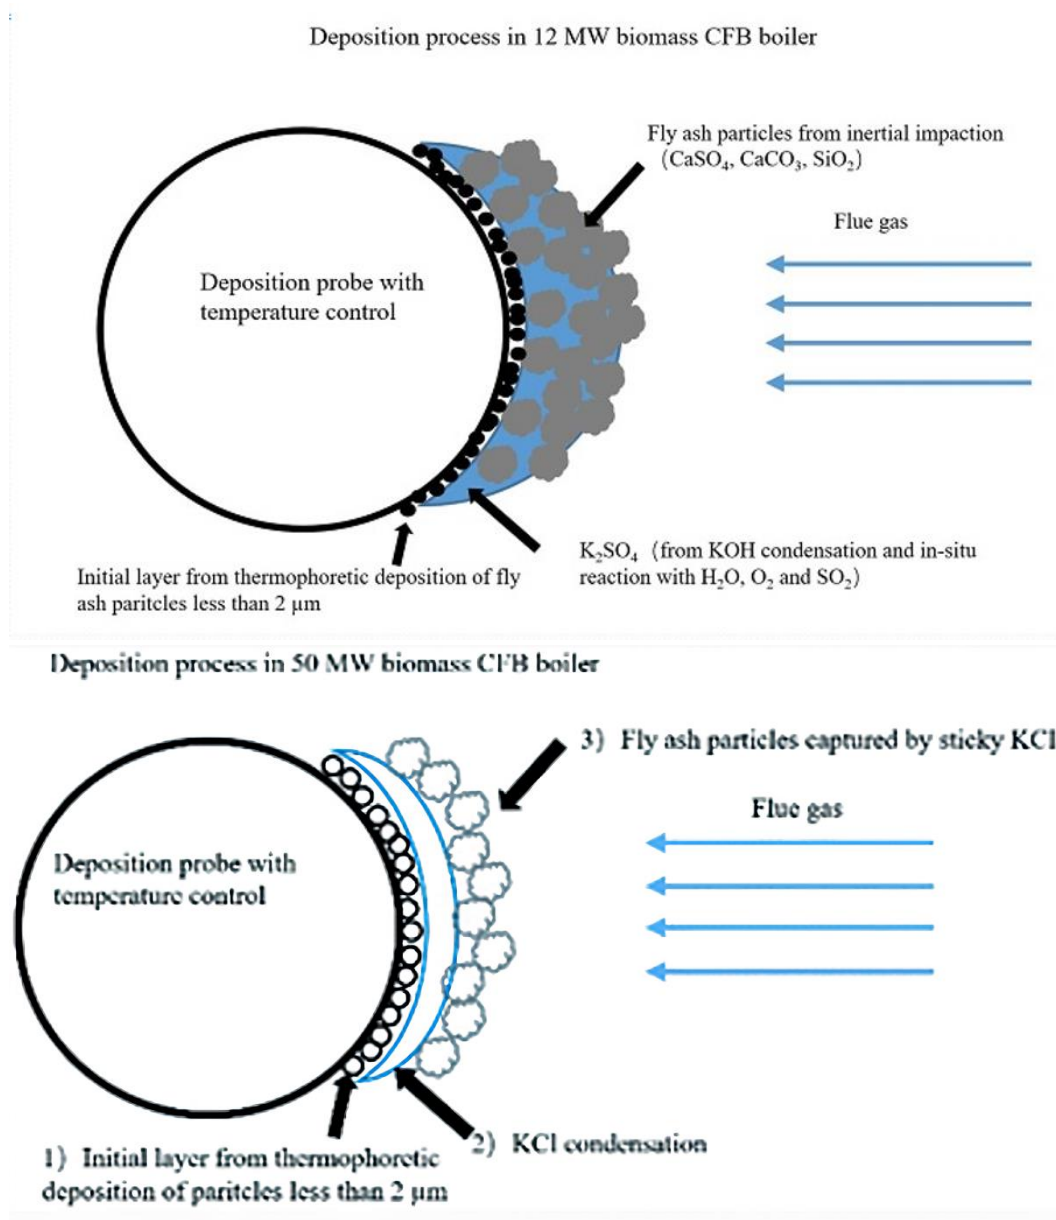 Deposition process in 12 MW biomass CFB boiler
Fly ash particles from inertial impaction
(CaSO₄, CaCO₃, SiO₂)
Flue gas
Deposition probe with
temperature control
K₂SO₄ (from KOH condensation and in-situ
reaction with H₂O, O₂ and SO₂)
Initial layer from thermophoretic deposition of fly
ash paritcles less than 2 μm
Deposition process in 50 MW biomass CFB boiler
3) Fly ash particles captured by sticky KCl
Flue gas
Deposition probe with
temperature control
2) KCl condensation
1) Initial layer from thermophoretic
deposition of paritcles less than 2 μm